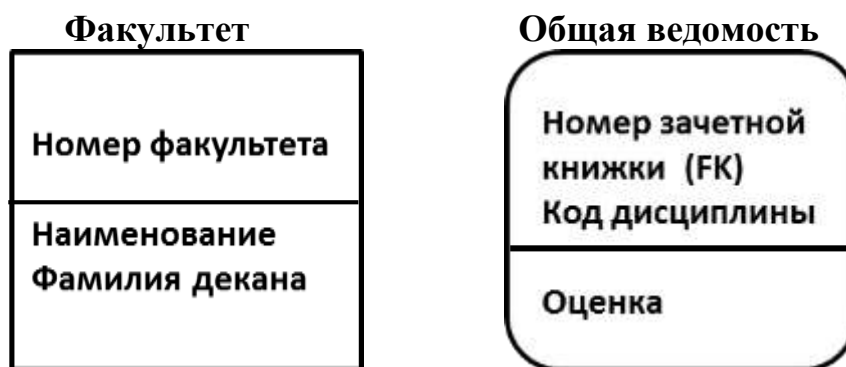 Факультет
Номер факультета
Наименование
Фамилия декана
Общая ведомость
Номер зачетной
книжки (FK)
Код дисциплины
Оценка